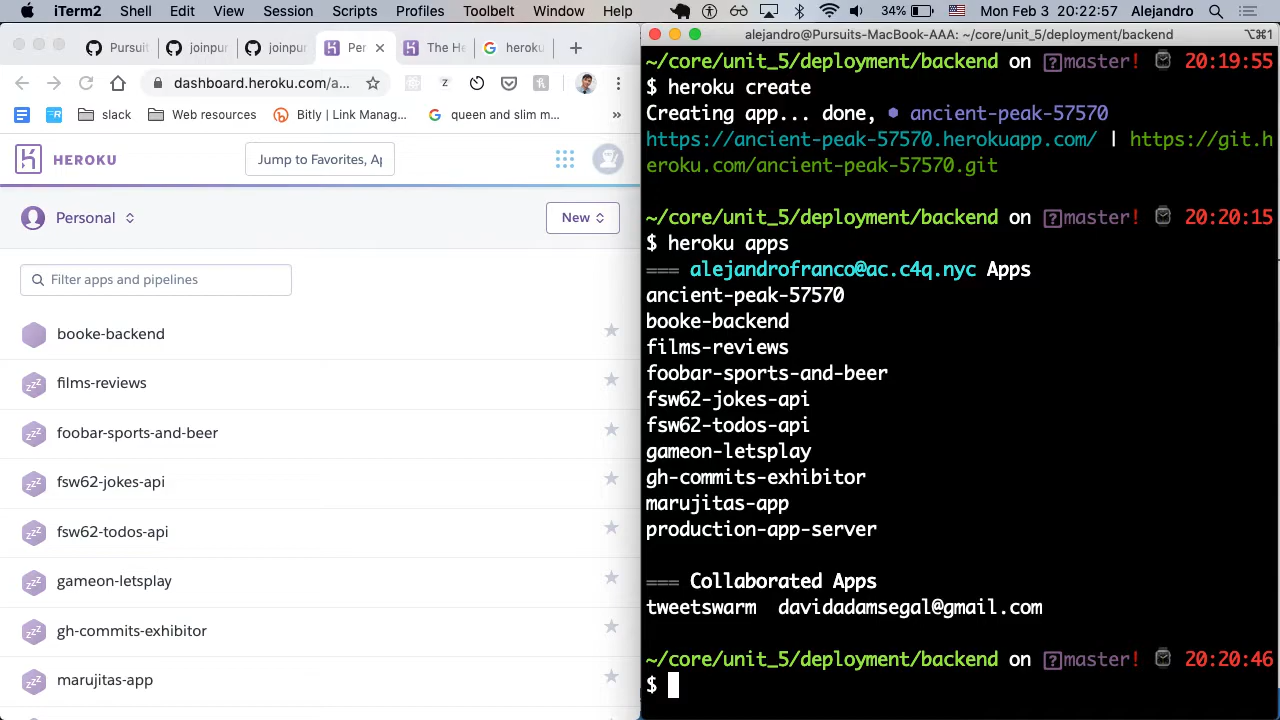 iTerm2 Shell Edit View Session Scripts Profiles Toolbelt Window Help 34% Mon Feb 3 20:22:57 Alejandro
Pursuit joinpur joinpur Per The He heroku
dashboard.heroku.com/a...
slack Web resources Bitly | Link Manag... queen and slim m... »
HEROKU Jump to Favorites, Ap
Personal New
Filter apps and pipelines
booke-backend
films-reviews
foobar-sports-and-beer
fsw62-jokes-api
fsw62-todos-api
gameon-letsplay
gh-commits-exhibitor
marujitas-app
alejandro@Pursuits-MacBook-AAA: ~/core/unit_5/deployment/backend ⌥⌘1
~/core/unit_5/deployment/backend on ?master! 20:19:55
$ heroku create
Creating app... done, ⬢ ancient-peak-57570
https://ancient-peak-57570.herokuapp.com/ | https://git.h
eroku.com/ancient-peak-57570.git
~/core/unit_5/deployment/backend on ?master! 20:20:15
$ heroku apps
=== alejandrofranco@ac.c4q.nyc Apps
ancient-peak-57570
booke-backend
films-reviews
foobar-sports-and-beer
fsw62-jokes-api
fsw62-todos-api
gameon-letsplay
gh-commits-exhibitor
marujitas-app
production-app-server
=== Collaborated Apps
tweetswarm davidadamsegal@gmail.com
~/core/unit_5/deployment/backend on ?master! 20:20:46
$